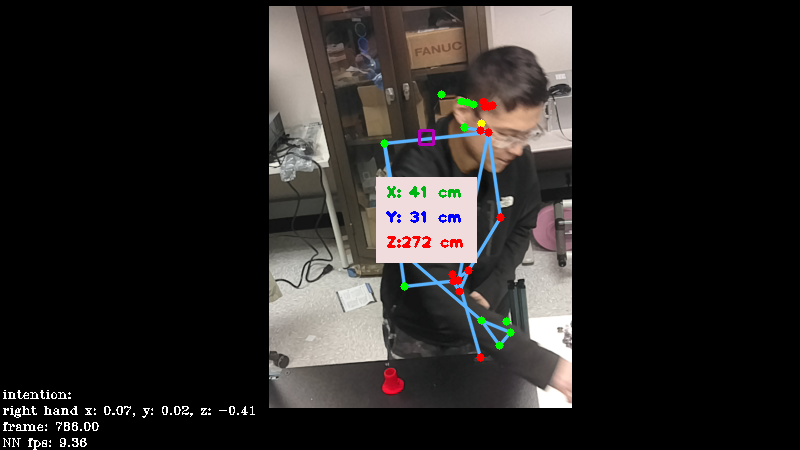 FANUC
X: 41 cm
Y: 31 cm
Z:272 cm
intention:
right hand x: 0.07, y: 0.02, z: -0.41
frame: 786.00
NN fps: 9.36